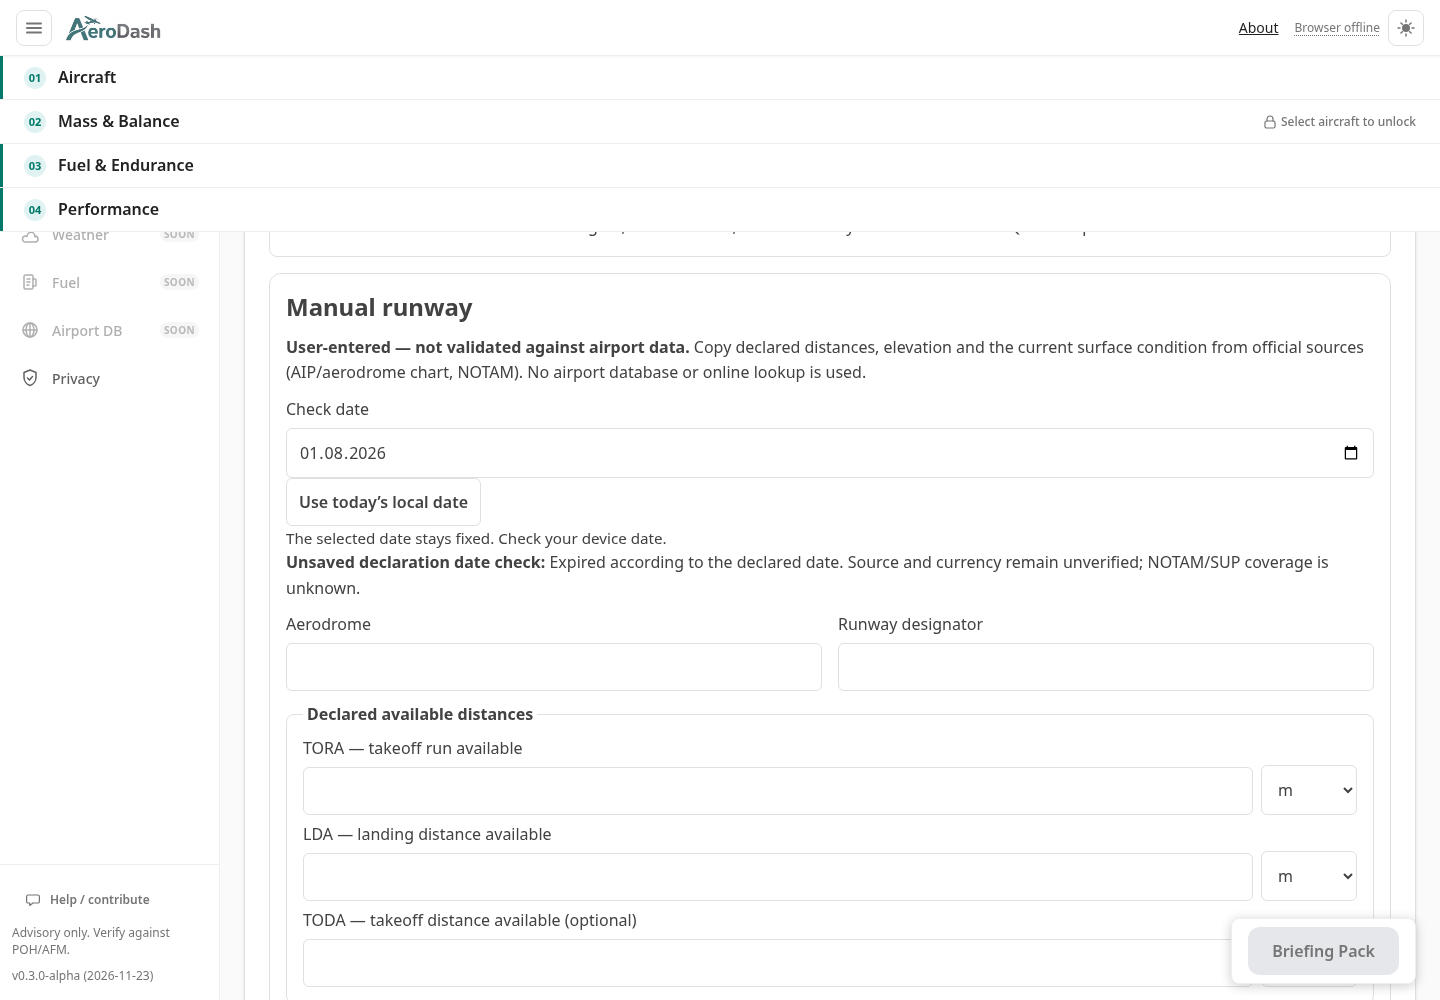 AeroDash
About
Browser offline
01 Aircraft
02 Mass & Balance
Select aircraft to unlock
03 Fuel & Endurance
04 Performance
Weather SOON
Fuel SOON
Airport DB SOON
Privacy
Manual runway
User-entered — not validated against airport data. Copy declared distances, elevation and the current surface condition from official sources
(AIP/aerodrome chart, NOTAM). No airport database or online lookup is used.
Check date
01.08.2026
Use today’s local date
The selected date stays fixed. Check your device date.
Unsaved declaration date check: Expired according to the declared date. Source and currency remain unverified; NOTAM/SUP coverage is
unknown.
Aerodrome
Runway designator
Declared available distances
TORA — takeoff run available
m
LDA — landing distance available
m
TODA — takeoff distance available (optional)
Briefing Pack
Help / contribute
Advisory only. Verify against
POH/AFM.
v0.3.0-alpha (2026-11-23)